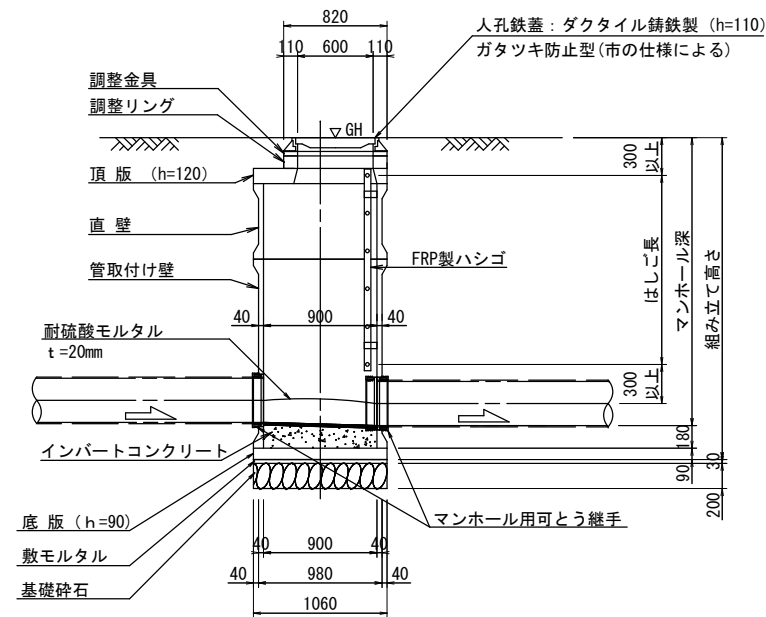 820
110 600 110
人孔鉄蓋：ダクタイル鋳鉄製 (h=110)
ガタツキ防止型(市の仕様による)
調整金具
調整リング
GH
頂 版 (h=120)
直 壁
管取付け壁
FRP製ハシゴ
40 900 40
耐硫酸モルタル
t=20mm
300
以上
はしご長
マンホール深
組み立て高さ
300
以上
180
90
30
200
インバートコンクリート
底 版 (h=90)
敷モルタル
基礎砕石
マンホール用可とう継手
40 900 40
40 980 40
1060